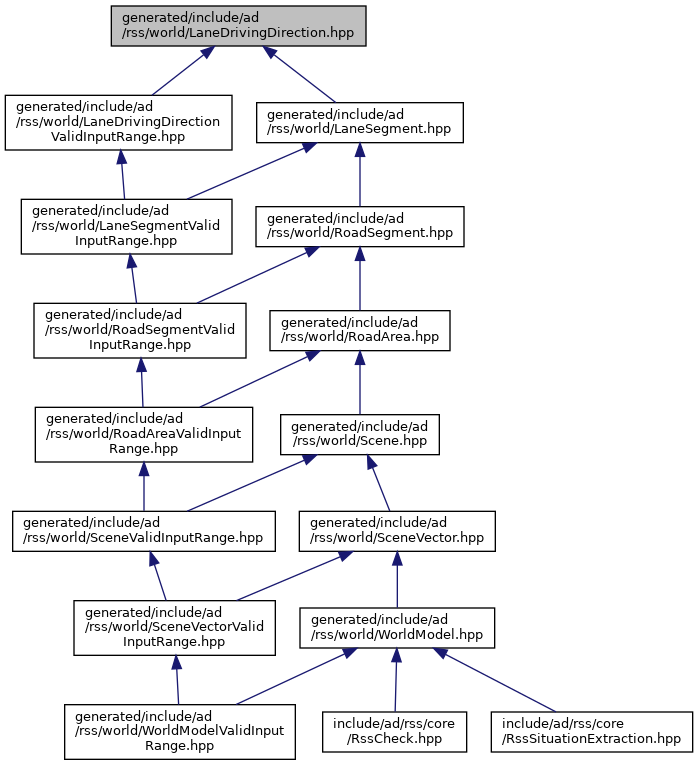 generated/include/ad
/rss/world/LaneDrivingDirection.hpp
generated/include/ad
/rss/world/LaneDrivingDirection
ValidInputRange.hpp
generated/include/ad
/rss/world/LaneSegment.hpp
generated/include/ad
/rss/world/LaneSegmentValid
InputRange.hpp
generated/include/ad
/rss/world/RoadSegment.hpp
generated/include/ad
/rss/world/RoadSegmentValid
InputRange.hpp
generated/include/ad
/rss/world/RoadArea.hpp
generated/include/ad
/rss/world/RoadAreaValidInput
Range.hpp
generated/include/ad
/rss/world/Scene.hpp
generated/include/ad
/rss/world/SceneValidInputRange.hpp
generated/include/ad
/rss/world/SceneVector.hpp
generated/include/ad
/rss/world/SceneVectorValid
InputRange.hpp
generated/include/ad
/rss/world/WorldModel.hpp
generated/include/ad
/rss/world/WorldModelValidInput
Range.hpp
include/ad/rss/core
/RssCheck.hpp
include/ad/rss/core
/RssSituationExtraction.hpp